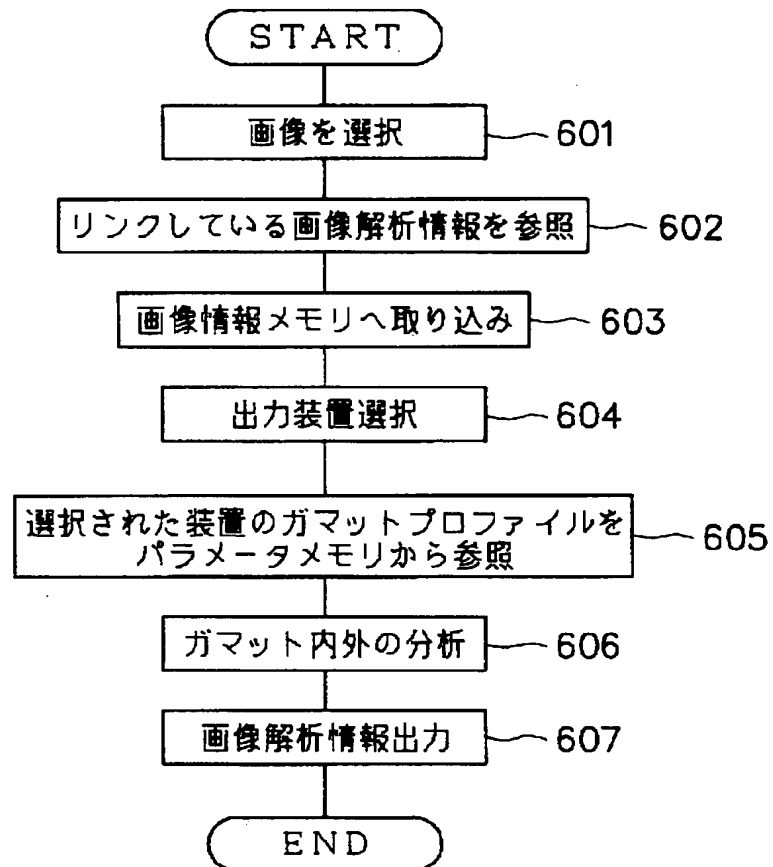 START
画像を選択 601
リンクしている画像解析情報を参照 602
画像情報メモリへ取り込み 603
出力装置選択 604
選択された装置のガマットプロファイルを
パラメータメモリから参照 605
ガマット内外の分析 606
画像解析情報出力 607
END